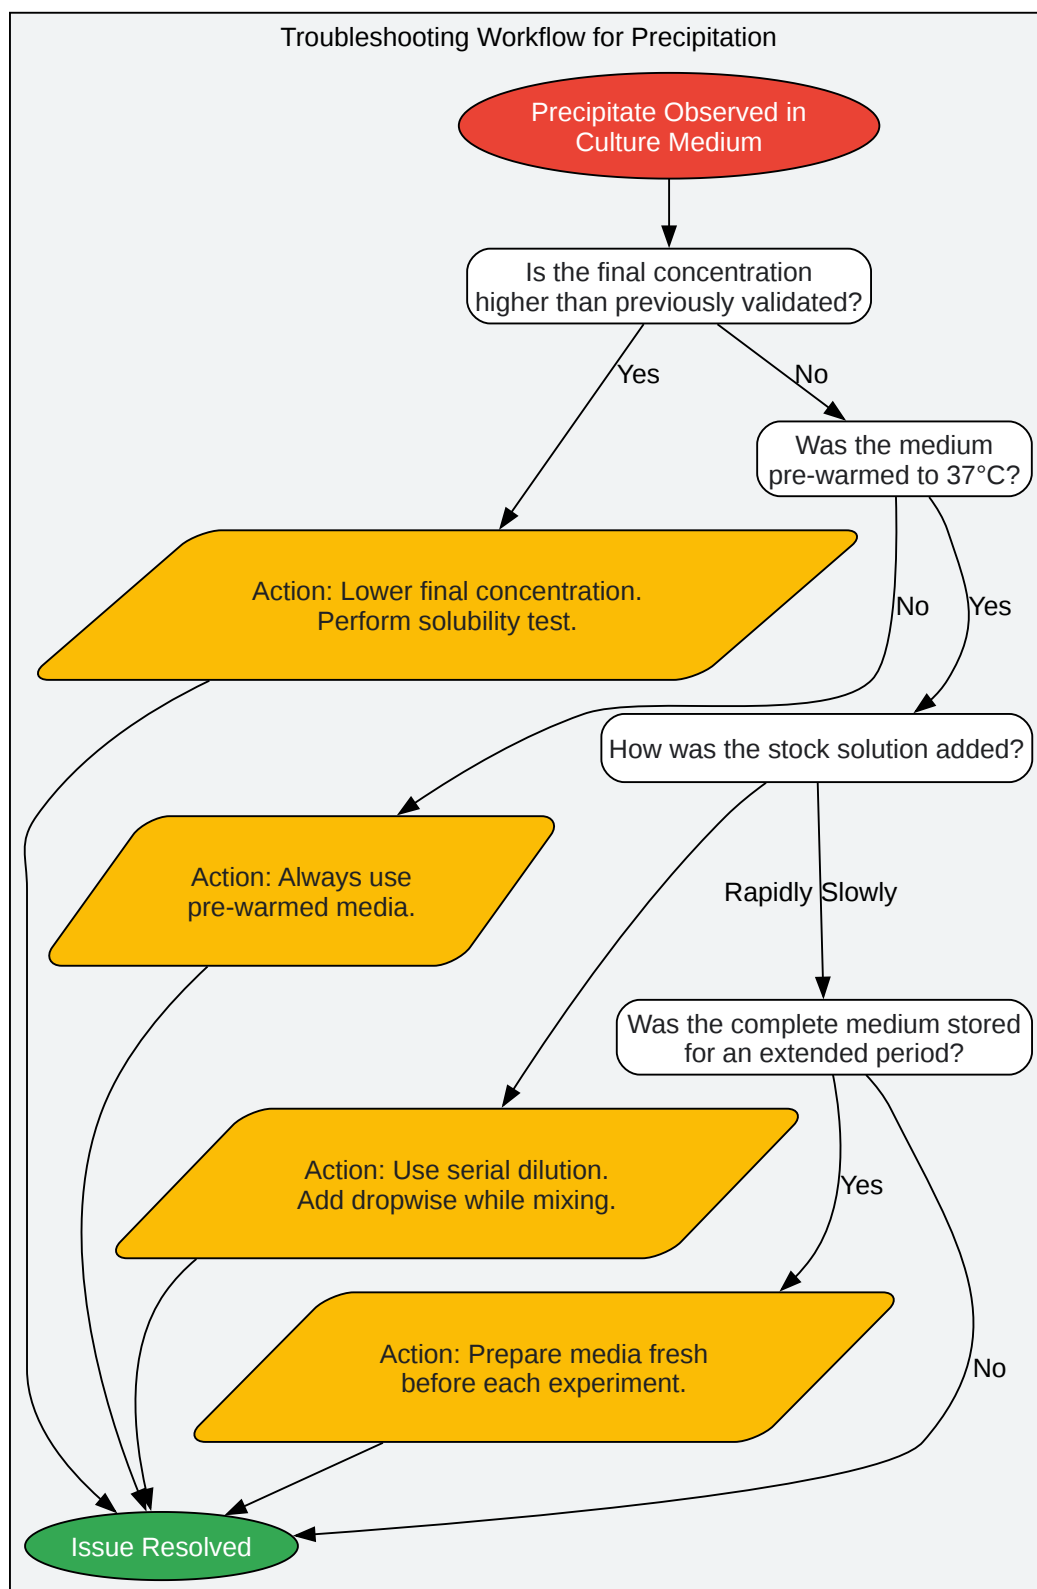 Troubleshooting Workflow for Precipitation
Precipitate Observed in
Culture Medium
Is the final concentration
higher than previously validated?
Yes
No
Was the medium
pre-warmed to 37°C?
Action: Lower final concentration.
Perform solubility test.
No
Yes
How was the stock solution added?
Action: Always use
pre-warmed media.
Rapidly
Slowly
Was the complete medium stored
for an extended period?
Action: Use serial dilution.
Add dropwise while mixing.
Yes
Action: Prepare media fresh
before each experiment.
No
Issue Resolved